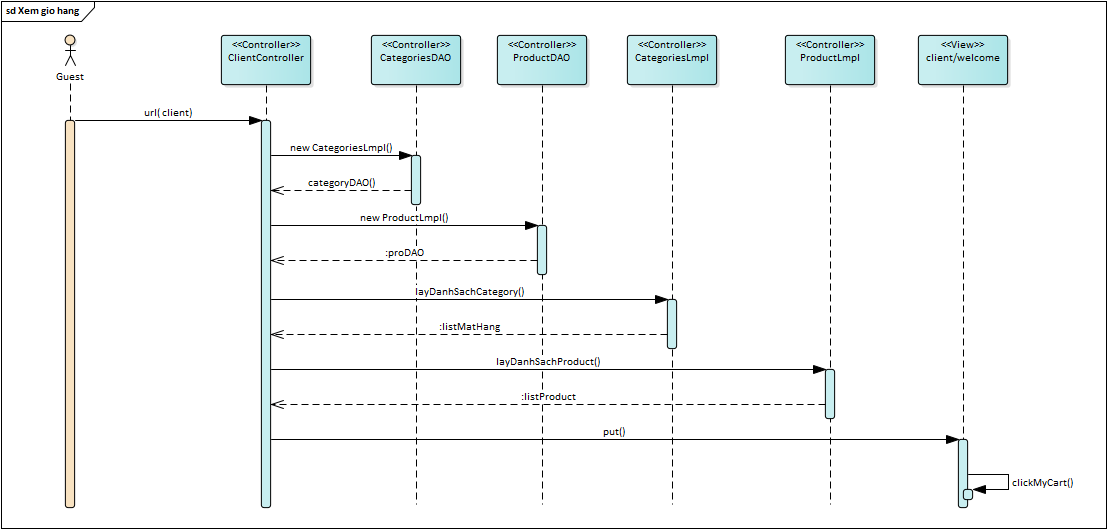 sd Xem gio hang
Guest
<<Controller>>
ClientController
<<Controller>>
CategoriesDAO
<<Controller>>
ProductDAO
<<Controller>>
CategoriesLmpl
<<Controller>>
ProductLmpl
<<View>>
client/welcome
url( client)
new CategoriesLmpl()
categoryDAO()
new ProductLmpl()
:proDAO
layDanhSachCategory()
:listMatHang
layDanhSachProduct()
:listProduct
put()
clickMyCart()